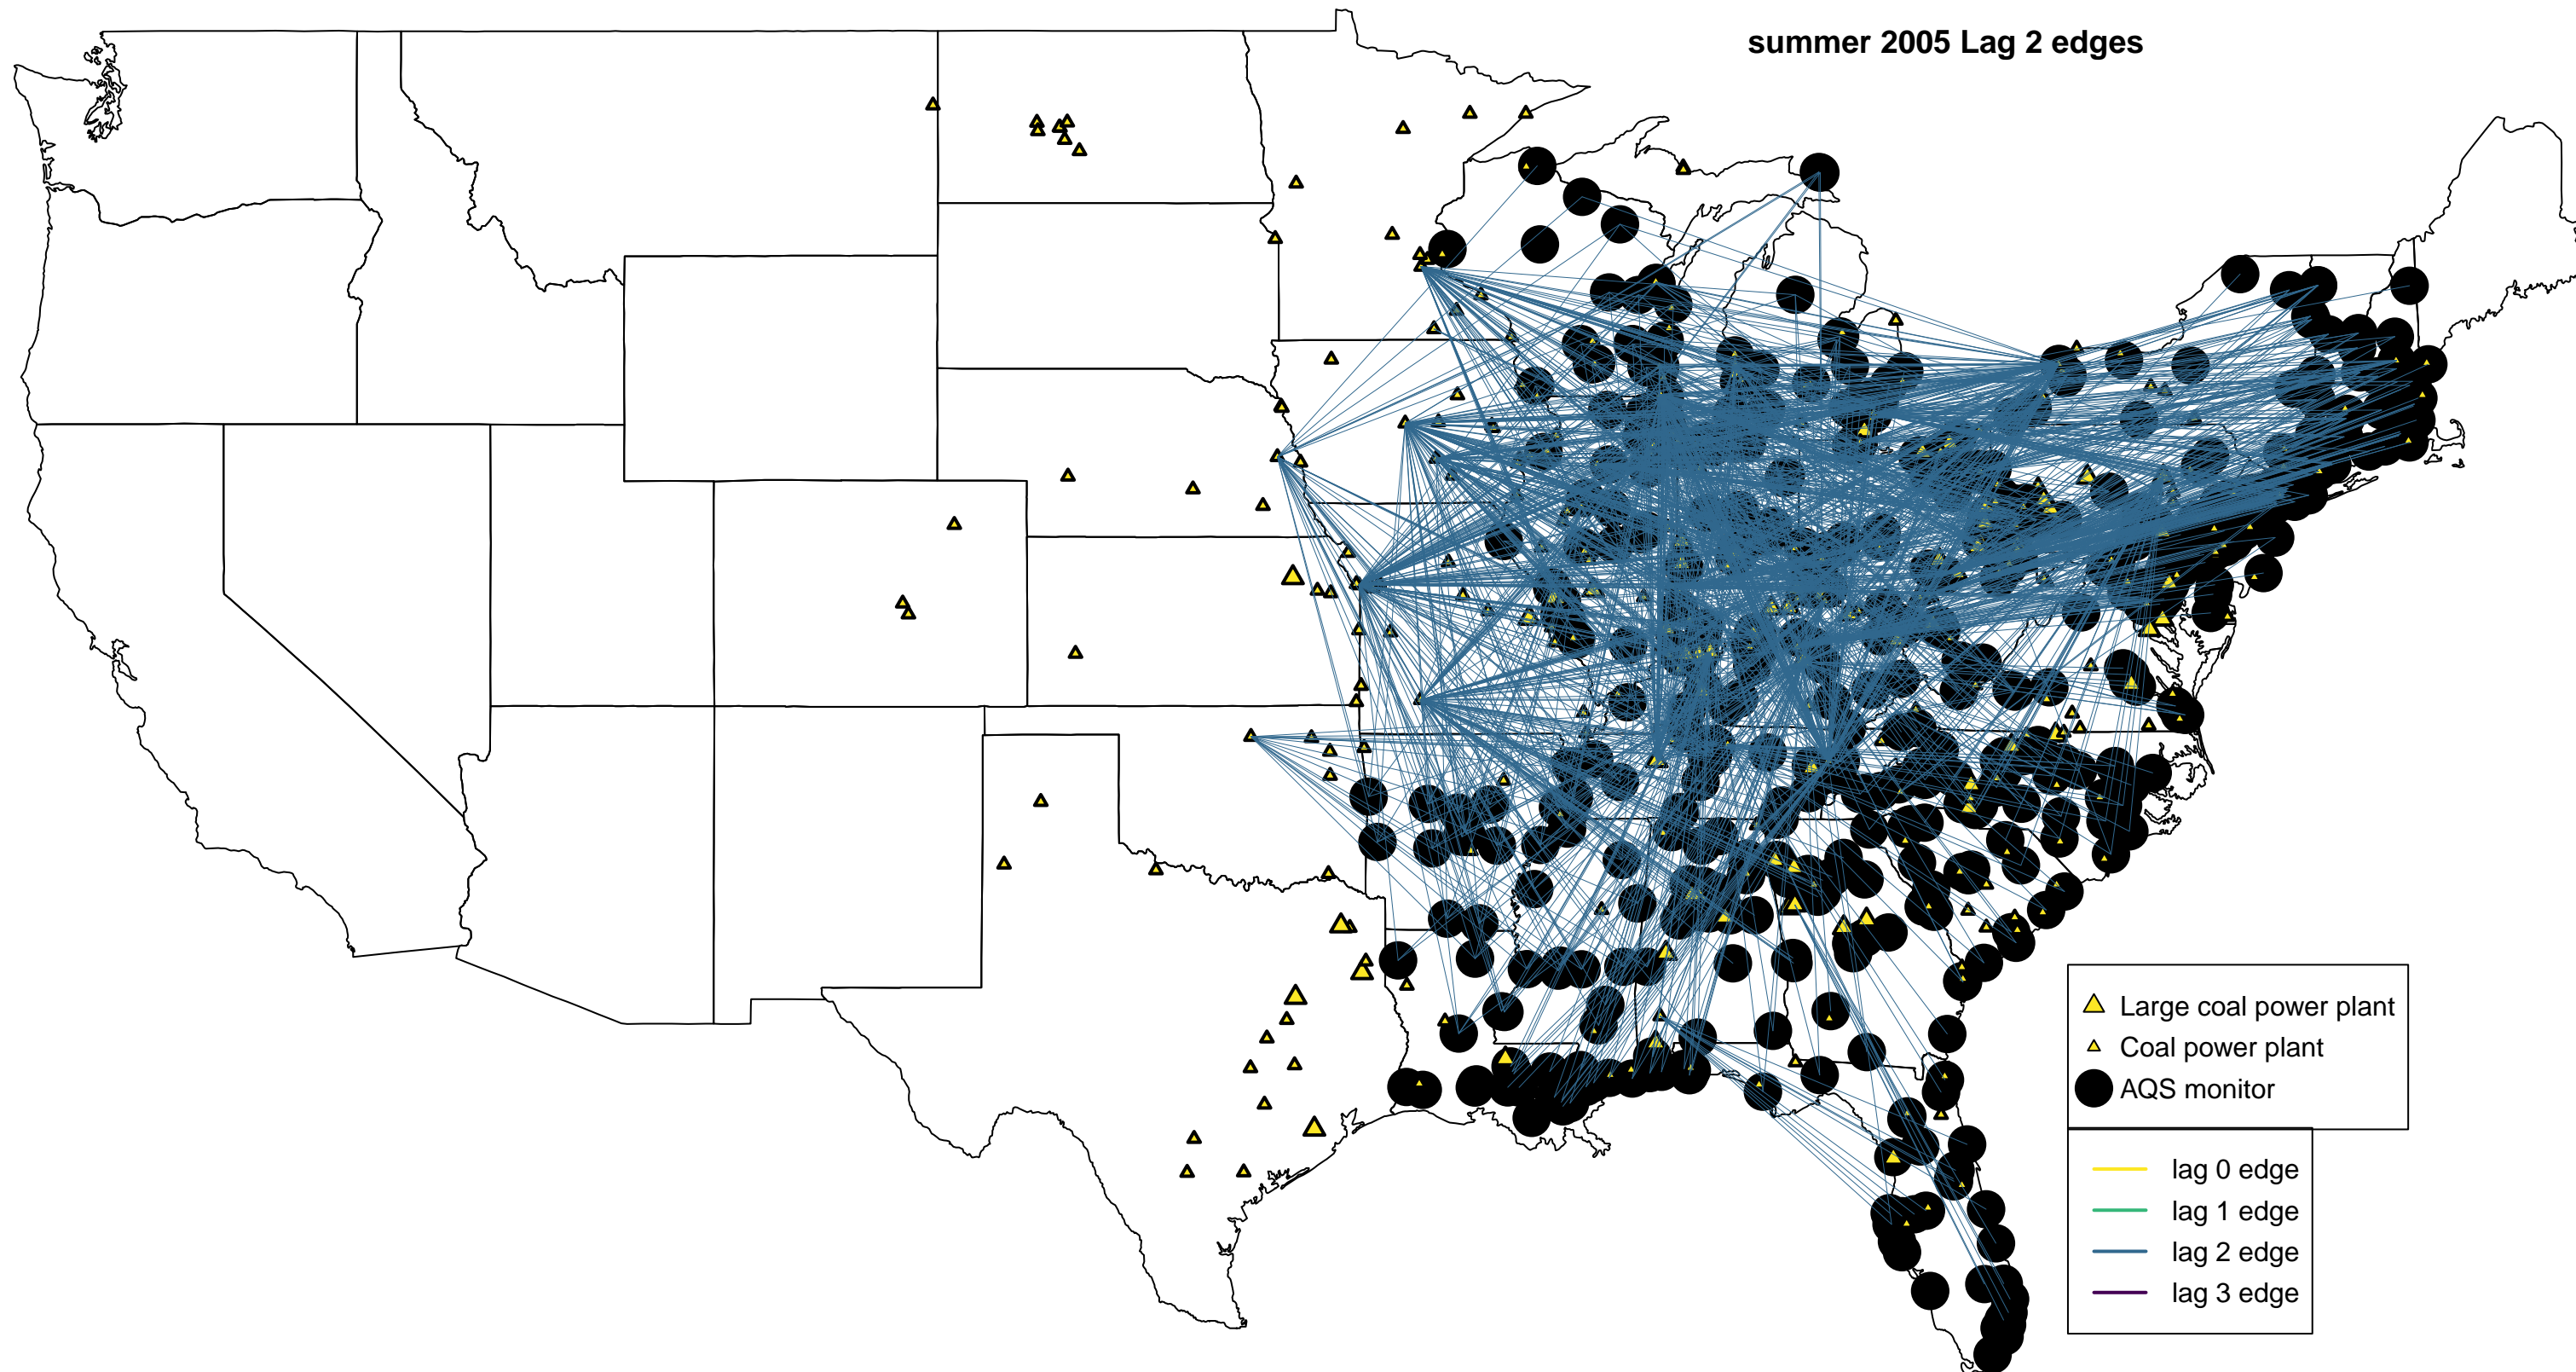 summer 2005 Lag 2 edges
Large coal power plant
Coal power plant
AQS monitor
lag 0 edge
lag 1 edge
lag 2 edge
lag 3 edge